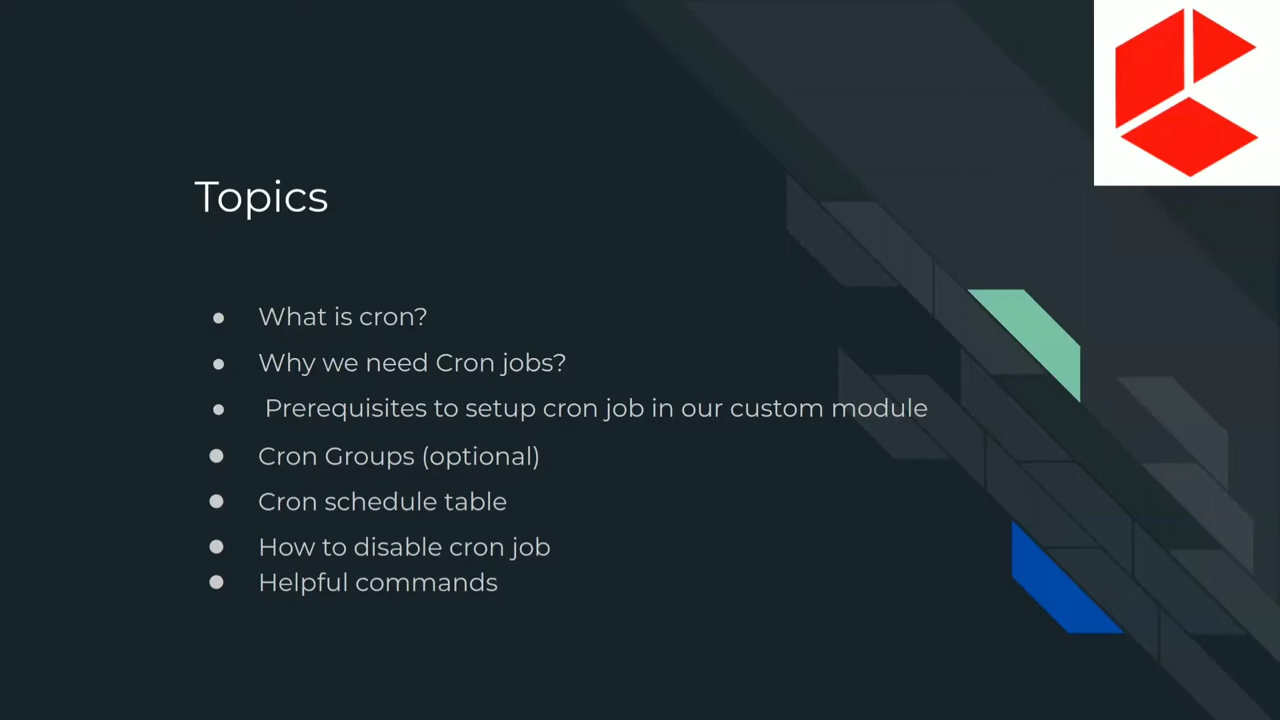 Topics
● What is cron?
● Why we need Cron jobs?
● Prerequisites to setup cron job in our custom module
● Cron Groups (optional)
● Cron schedule table
● How to disable cron job
● Helpful commands